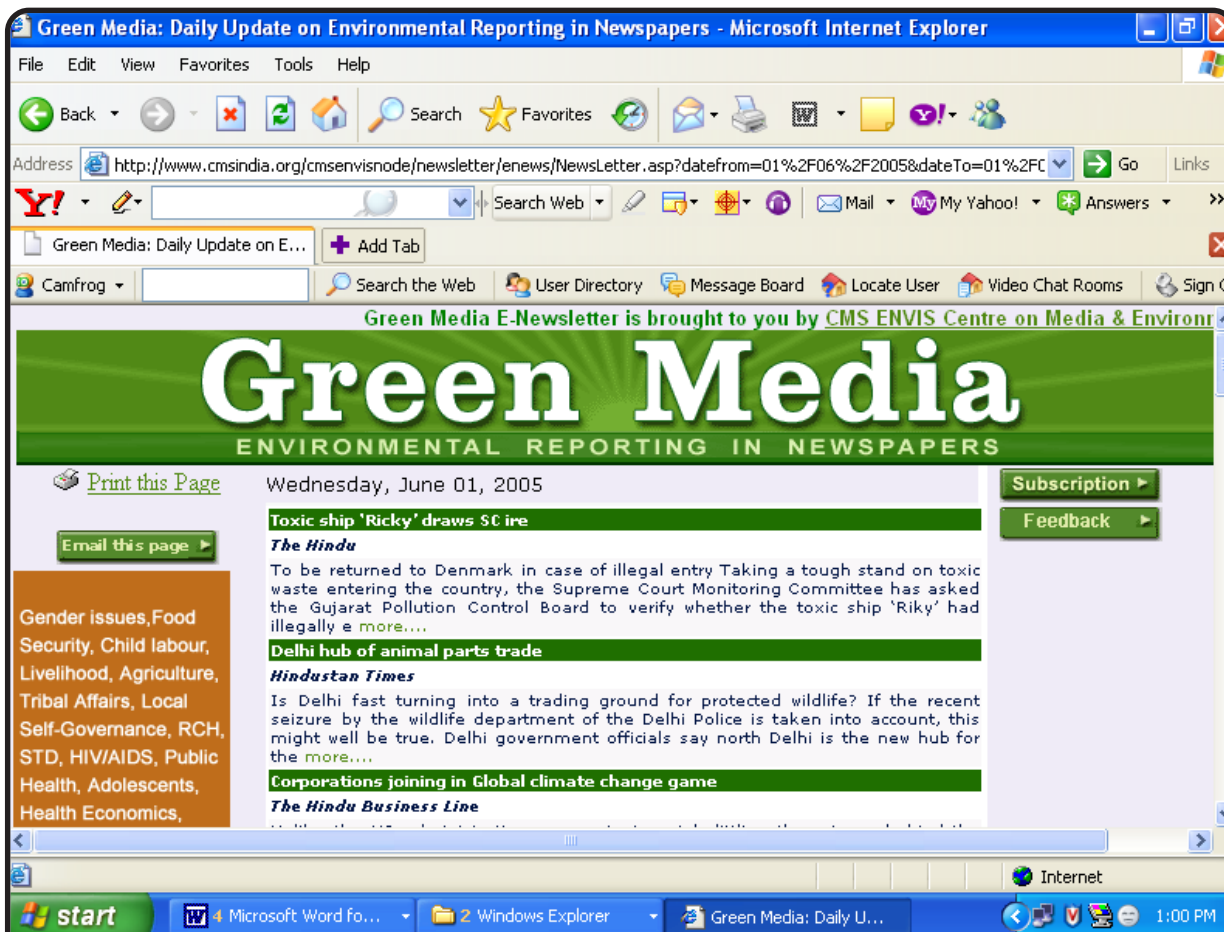 Green Media: Daily Update on Environmental Reporting in Newspapers - Microsoft Internet Explorer
File Edit View Favorites Tools Help
Back Search Favorites
Address http://www.cmsindia.org/cmsenvisnode/newsletter/enews/NewsLetter.asp?datefrom=01%2F06%2F2005&dateTo=01%2F0 Go Links
Y! Search Web Mail My My Yahoo! Answers >>
Green Media: Daily Update on E... Add Tab
Camfrog Search the Web User Directory Message Board Locate User Video Chat Rooms Sign
Green Media E-Newsletter is brought to you by CMS ENVIS Centre on Media & Environr
Green Media
ENVIRONMENTAL REPORTING IN NEWSPAPERS
Print this Page
Email this page
Gender issues,Food
Security, Child labour,
Livelihood, Agriculture,
Tribal Affairs, Local
Self-Governance, RCH,
STD, HIV/AIDS, Public
Health, Adolescents,
Health Economics,
Wednesday, June 01, 2005
Toxic ship 'Ricky' draws SC ire
The Hindu
To be returned to Denmark in case of illegal entry Taking a tough stand on toxic
waste entering the country, the Supreme Court Monitoring Committee has asked
the Gujarat Pollution Control Board to verify whether the toxic ship 'Riky' had
illegally e more....
Delhi hub of animal parts trade
Hindustan Times
Is Delhi fast turning into a trading ground for protected wildlife? If the recent
seizure by the wildlife department of the Delhi Police is taken into account, this
might well be true. Delhi government officials say north Delhi is the new hub for
the more....
Corporations joining in Global climate change game
The Hindu Business Line
Subscription
Feedback
Internet
start 4 Microsoft Word fo... 2 Windows Explorer Green Media: Daily U... 1:00 PM